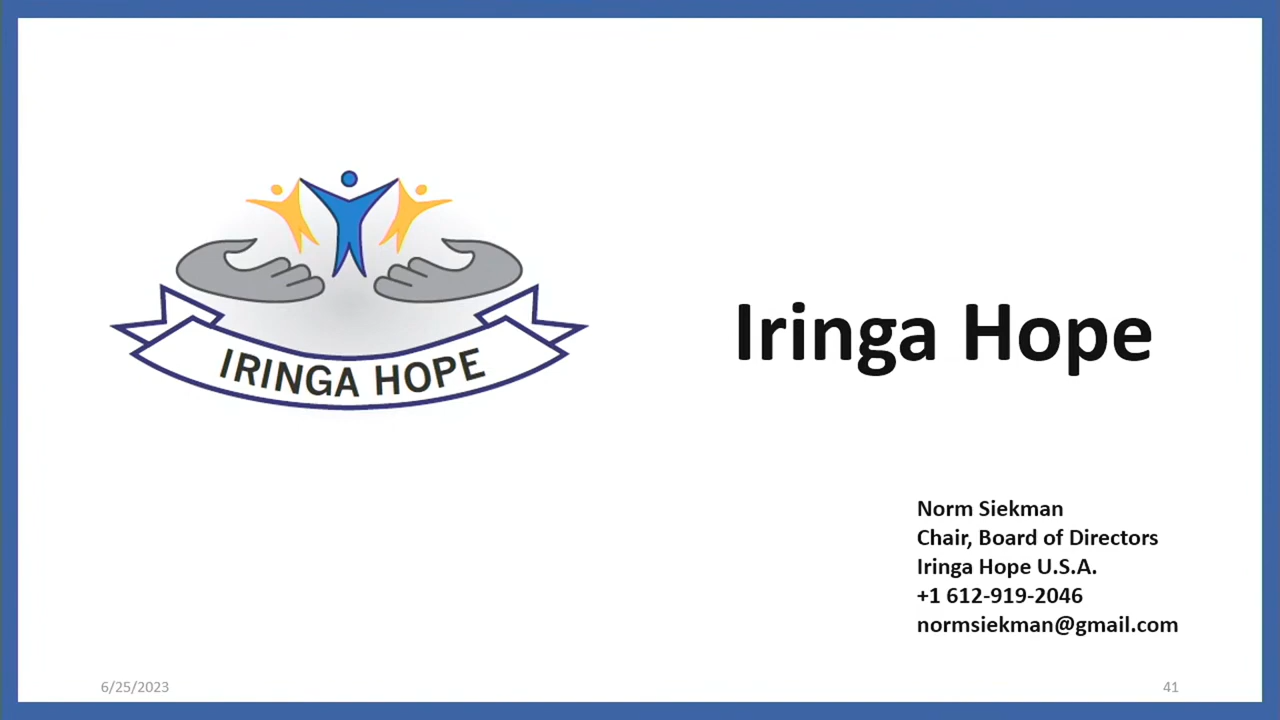 IRINGA HOPE
Iringa Hope
Norm Siekman
Chair, Board of Directors
Iringa Hope U.S.A.
+1 612-919-2046
normsiekman@gmail.com
6/25/2023
41